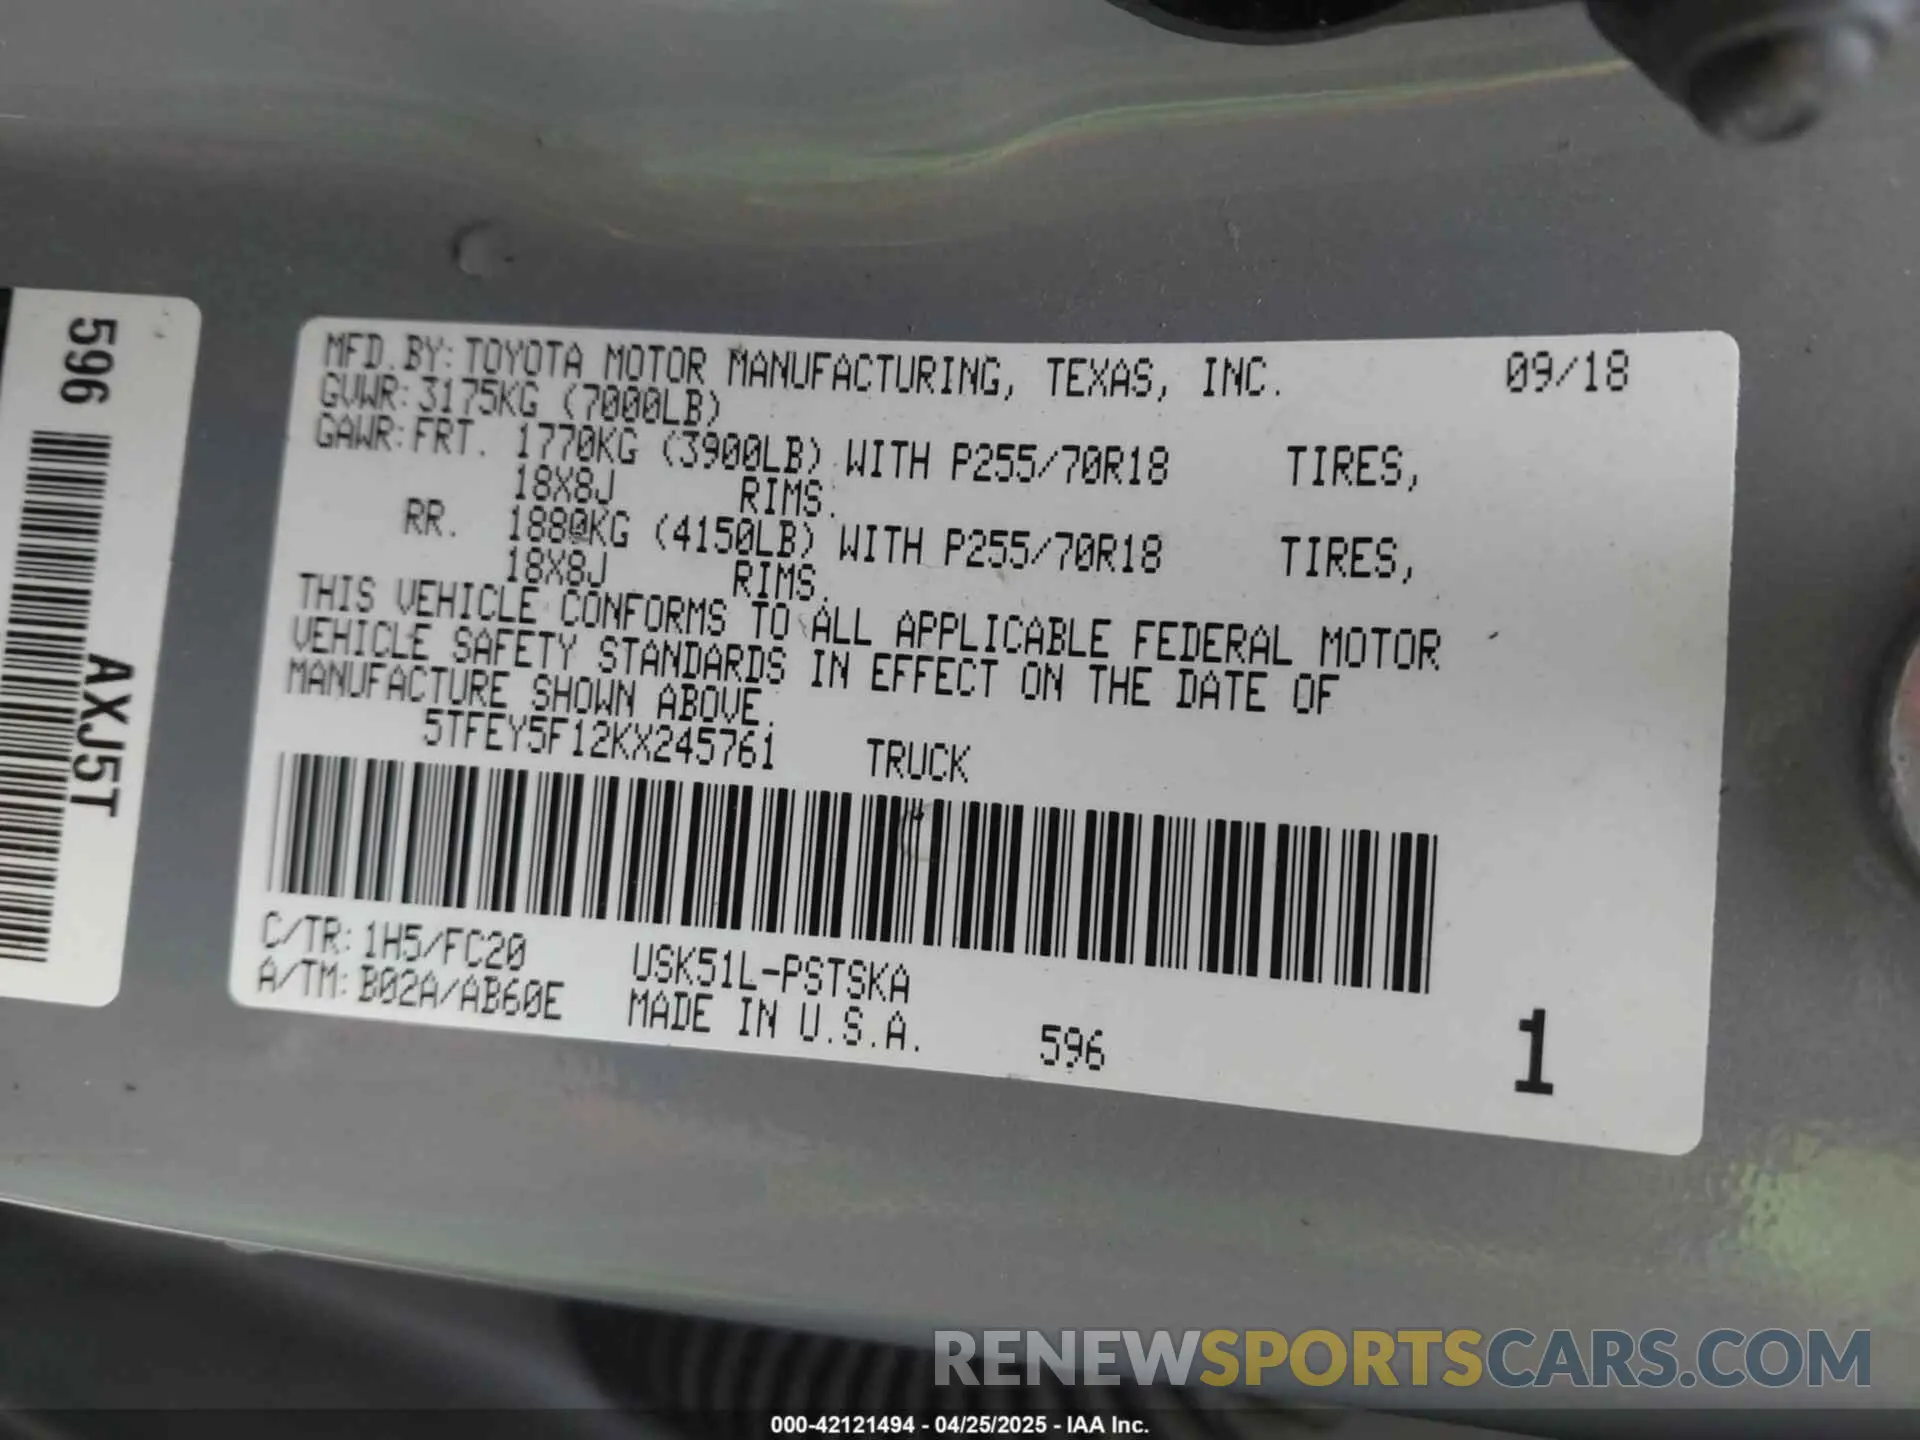 596
AXJ5T
MFD.BY:TOYOTA MOTOR MANUFACTURING, TEXAS, INC. 09/18
GVWR:3175KG (7000LB)
GAWR:FRT. 1770KG (3900LB) WITH P255/70R18 TIRES,
18X8J RIMS.
RR. 1880KG (4150LB) WITH P255/70R18 TIRES,
18X8J RIMS.
THIS VEHICLE CONFORMS TO ALL APPLICABLE FEDERAL MOTOR
VEHICLE SAFETY STANDARDS IN EFFECT ON THE DATE OF
MANUFACTURE SHOWN ABOVE.
5TFEY5F12KX245761 TRUCK
C/TR:1H5/FC20 USK51L-PSTSKA
A/TM:B02A/AB60E MADE IN U.S.A. 596 1
RENEWSPORTSCARS.COM
000-42121494 - 04/25/2025 - IAA Inc.